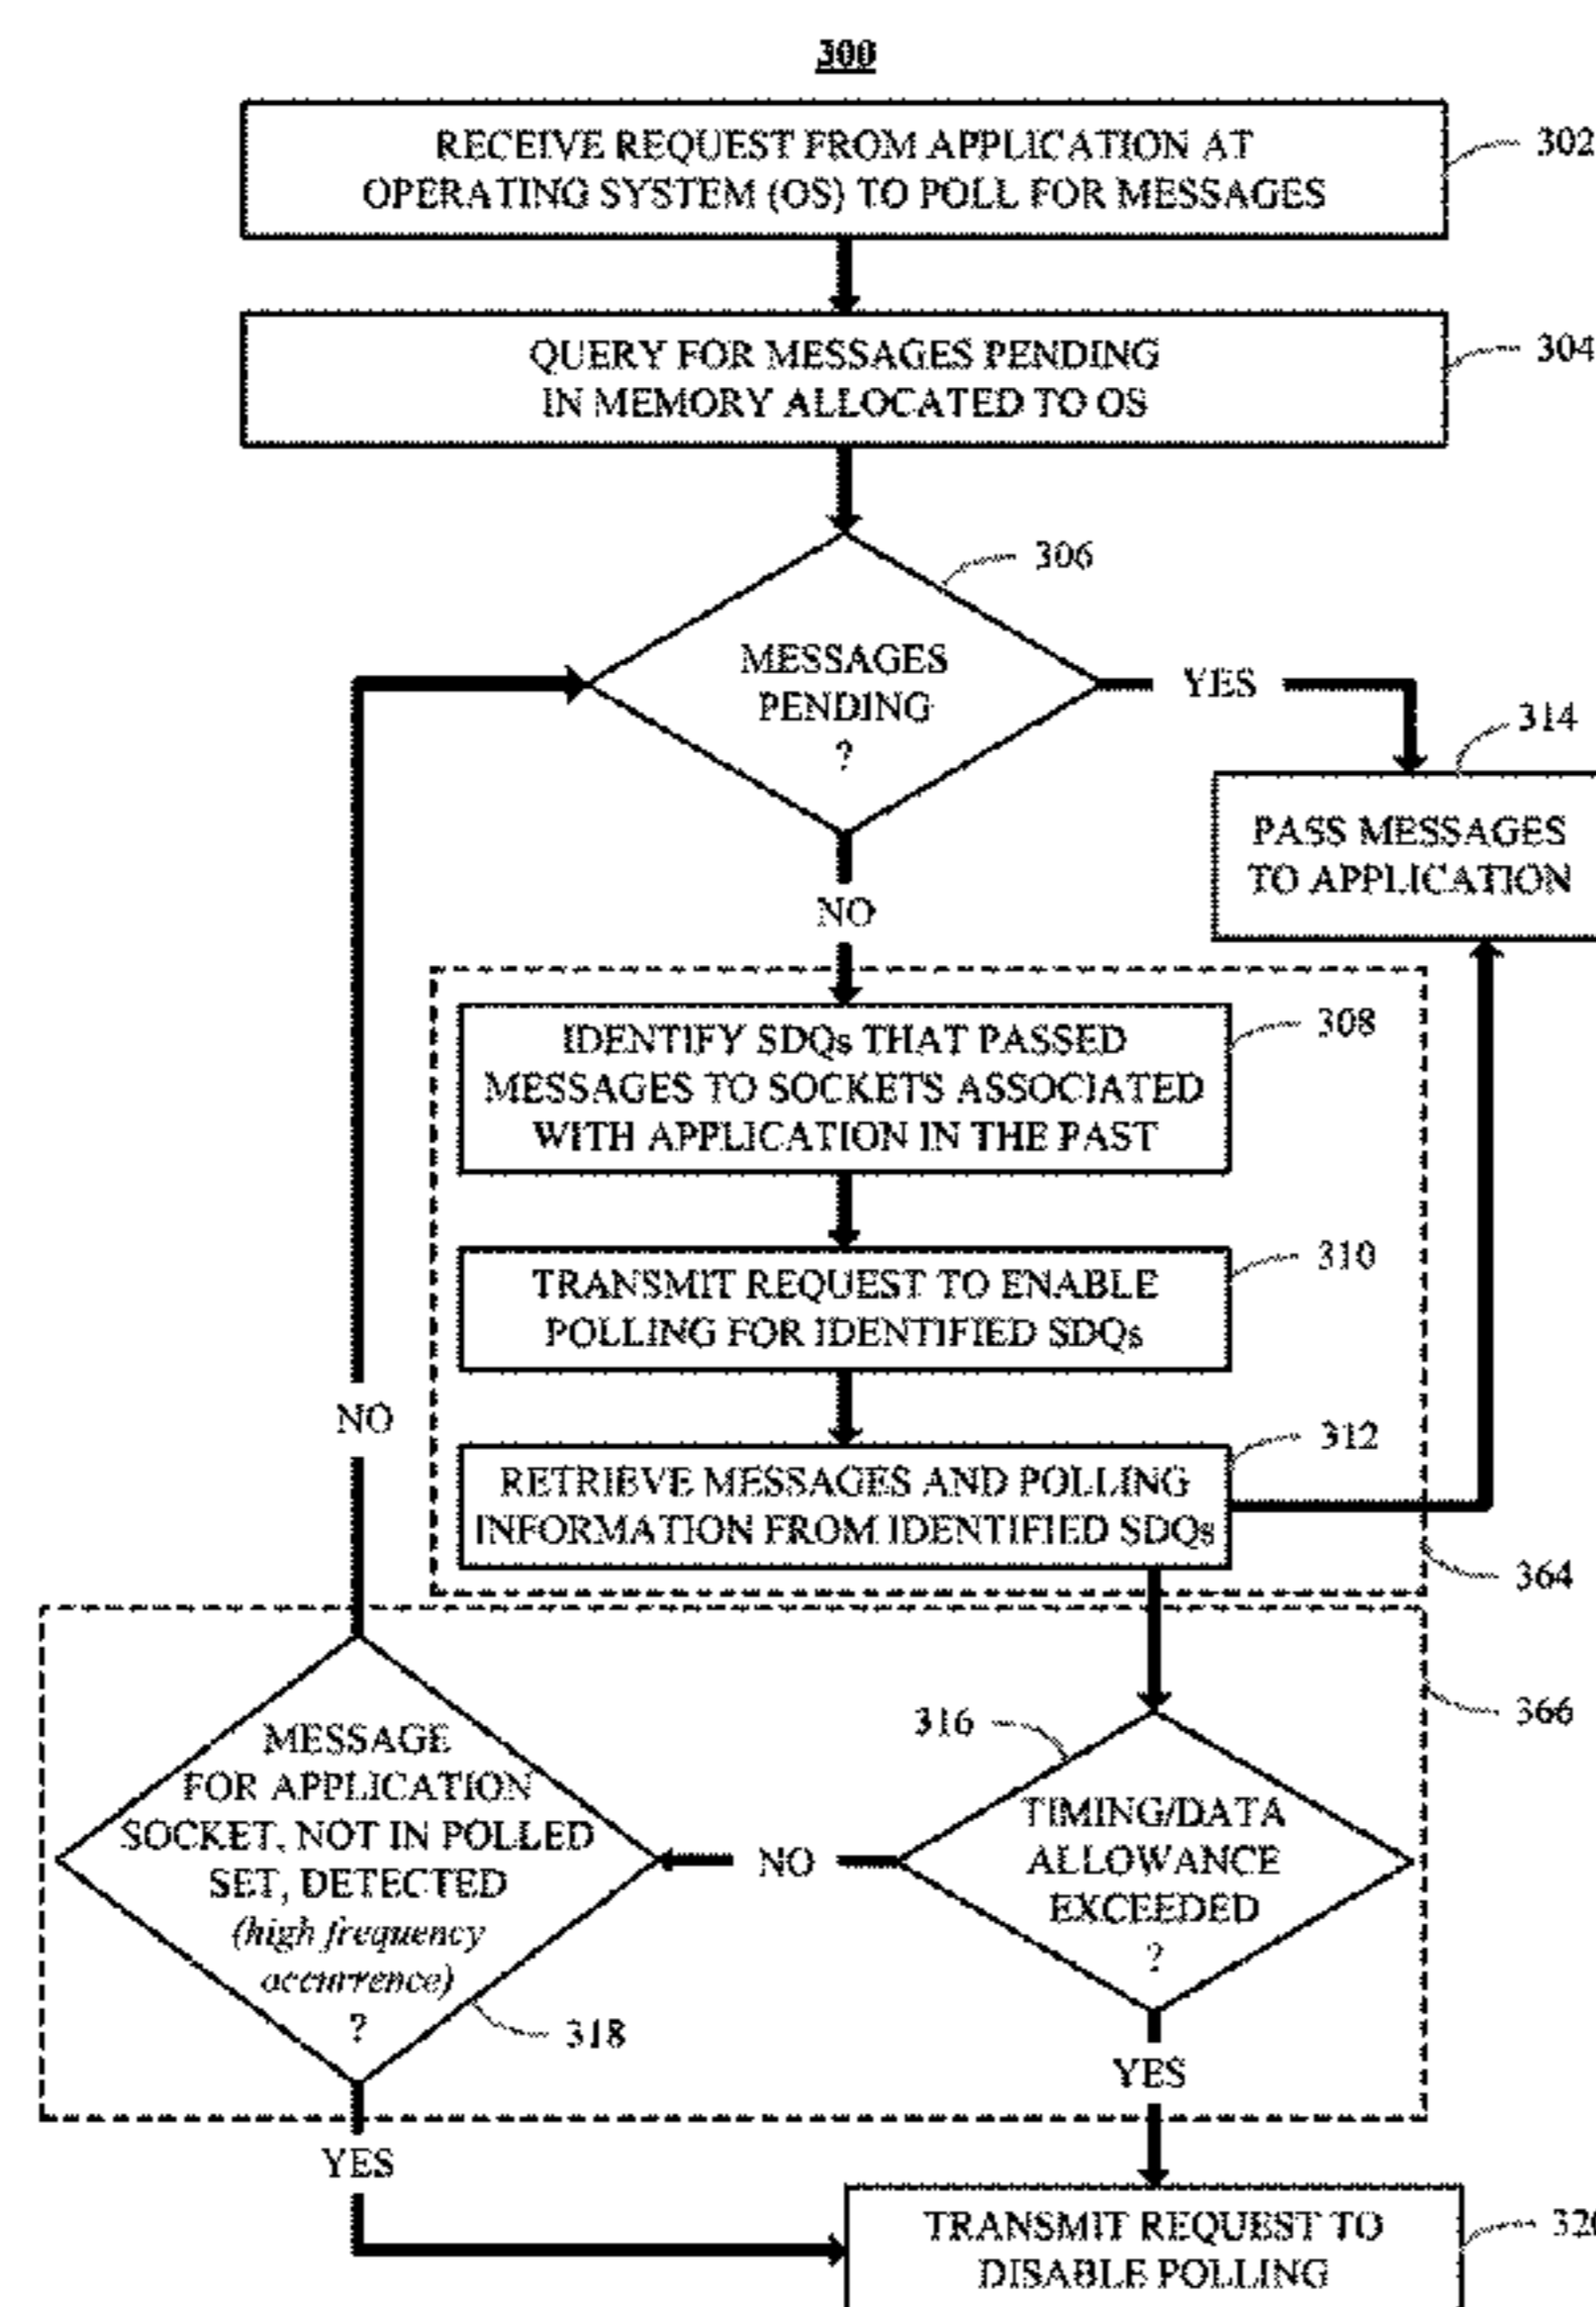 300
RECEIVE REQUEST FROM APPLICATION AT
OPERATING SYSTEM (OS) TO POLL FOR MESSAGES
302
QUERY FOR MESSAGES PENDING
IN MEMORY ALLOCATED TO OS
304
306
MESSAGES
PENDING
?
YES
314
PASS MESSAGES
TO APPLICATION
NO
IDENTIFY SDQs THAT PASSED
MESSAGES TO SOCKETS ASSOCIATED
WITH APPLICATION IN THE PAST
308
TRANSMIT REQUEST TO ENABLE
POLLING FOR IDENTIFIED SDQs
310
NO
RETRIEVE MESSAGES AND POLLING
INFORMATION FROM IDENTIFIED SDQs
312
364
366
316
TIMING/DATA
ALLOWANCE
EXCEEDED
?
NO
MESSAGE
FOR APPLICATION
SOCKET, NOT IN POLLED
SET, DETECTED
(high frequency
occurrence)
?
318
YES
YES
TRANSMIT REQUEST TO
DISABLE POLLING
320